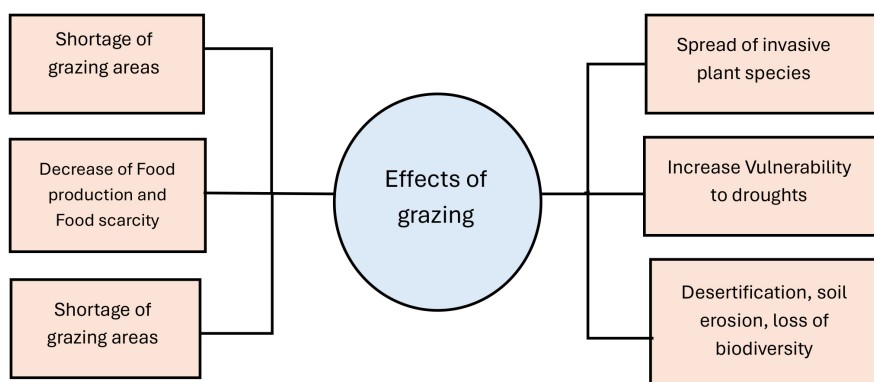 Shortage of
grazing areas
Decrease of Food
production and
Food scarcity
Shortage of
grazing areas
Effects of
grazing
Spread of invasive
plant species
Increase Vulnerability
to droughts
Desertification, soil
erosion, loss of
biodiversity